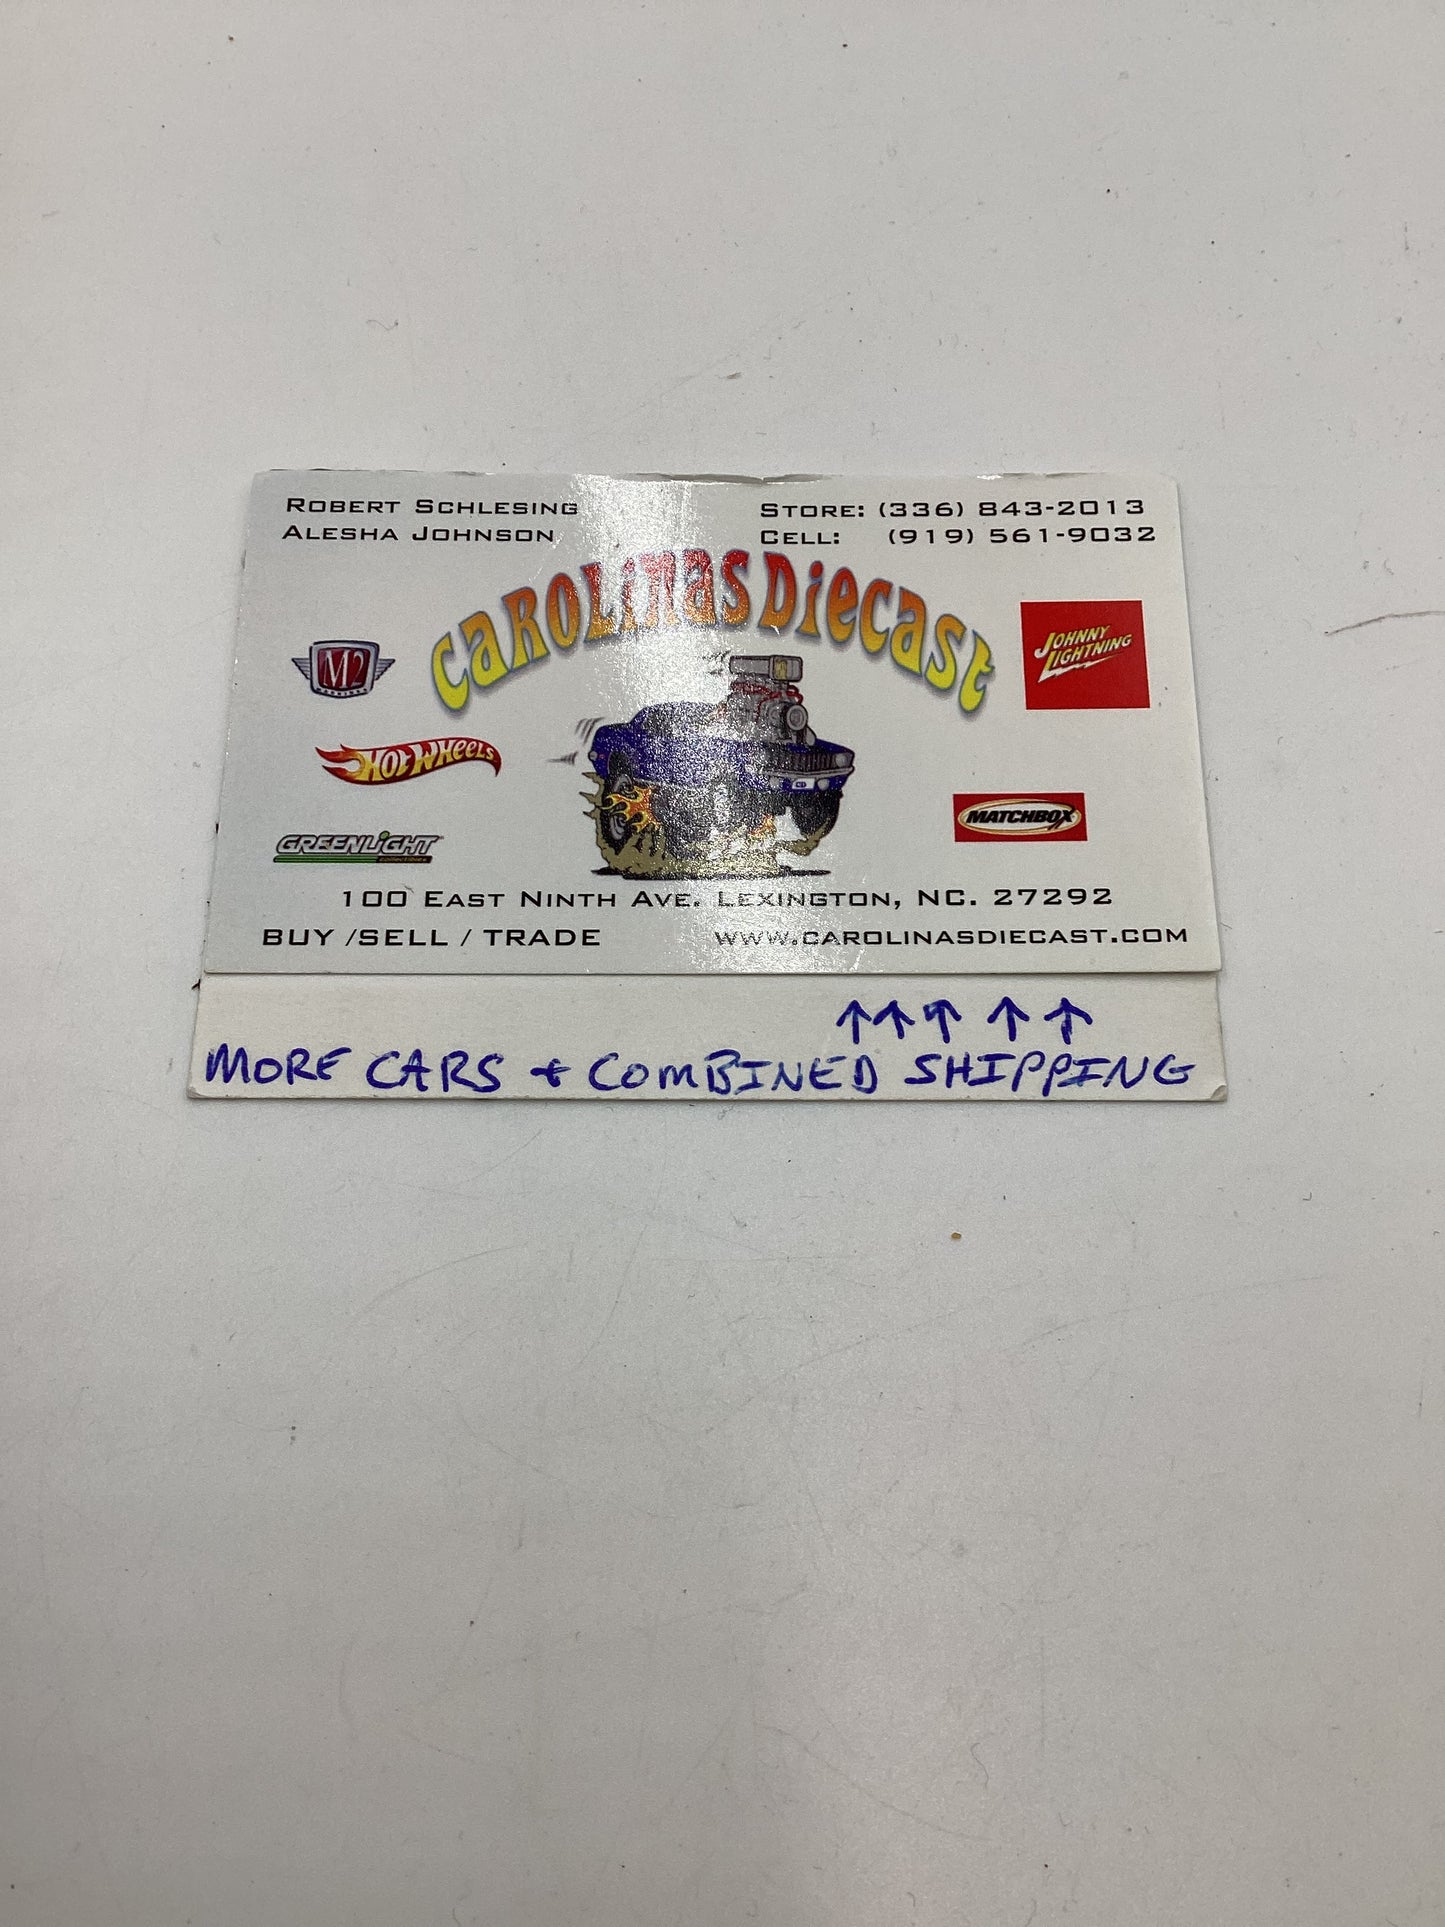 ROBERT SCHLESING
ALESHA JOHNSON
STORE: (336) 843-2013
CELL: (919) 561-9032
CAROLINAS DIECAST
M2
MACHINES
JOHNNY
LIGHTNING
HOT WHEELS
MATCHBOX
GREENLIGHT
collectibles
100 EAST NINTH AVE. LEXINGTON, NC. 27292
BUY /SELL / TRADE
WWW.CAROLINASDIECAST.COM
↑↑↑↑↑
MORE CARS + COMBINED SHIPPING